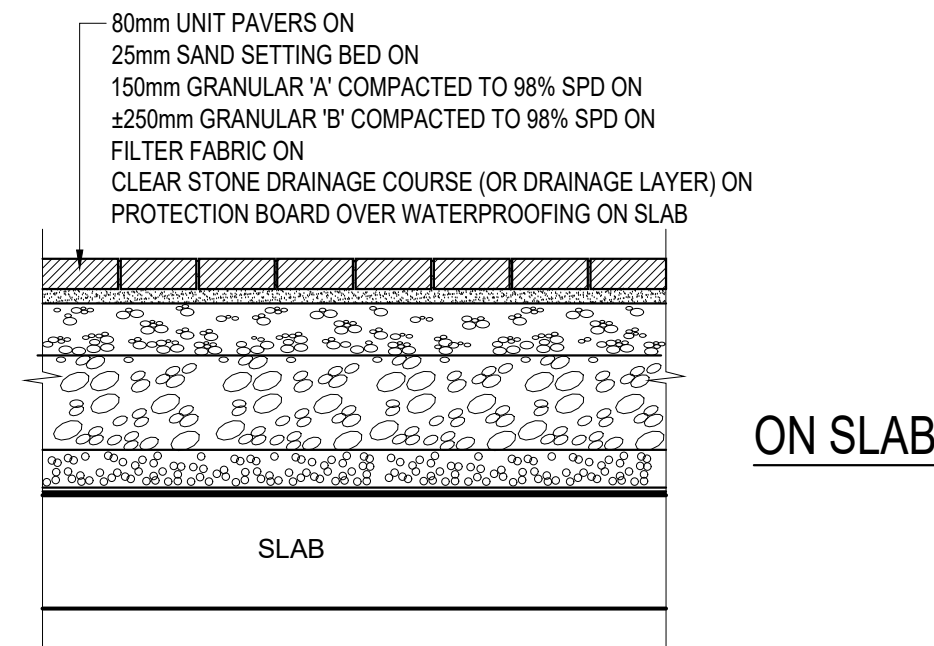 80mm UNIT PAVERS ON
25mm SAND SETTING BED ON
150mm GRANULAR 'A' COMPACTED TO 98% SPD ON
±250mm GRANULAR 'B' COMPACTED TO 98% SPD ON
FILTER FABRIC ON
CLEAR STONE DRAINAGE COURSE (OR DRAINAGE LAYER) ON
PROTECTION BOARD OVER WATERPROOFING ON SLAB
ON SLAB
SLAB